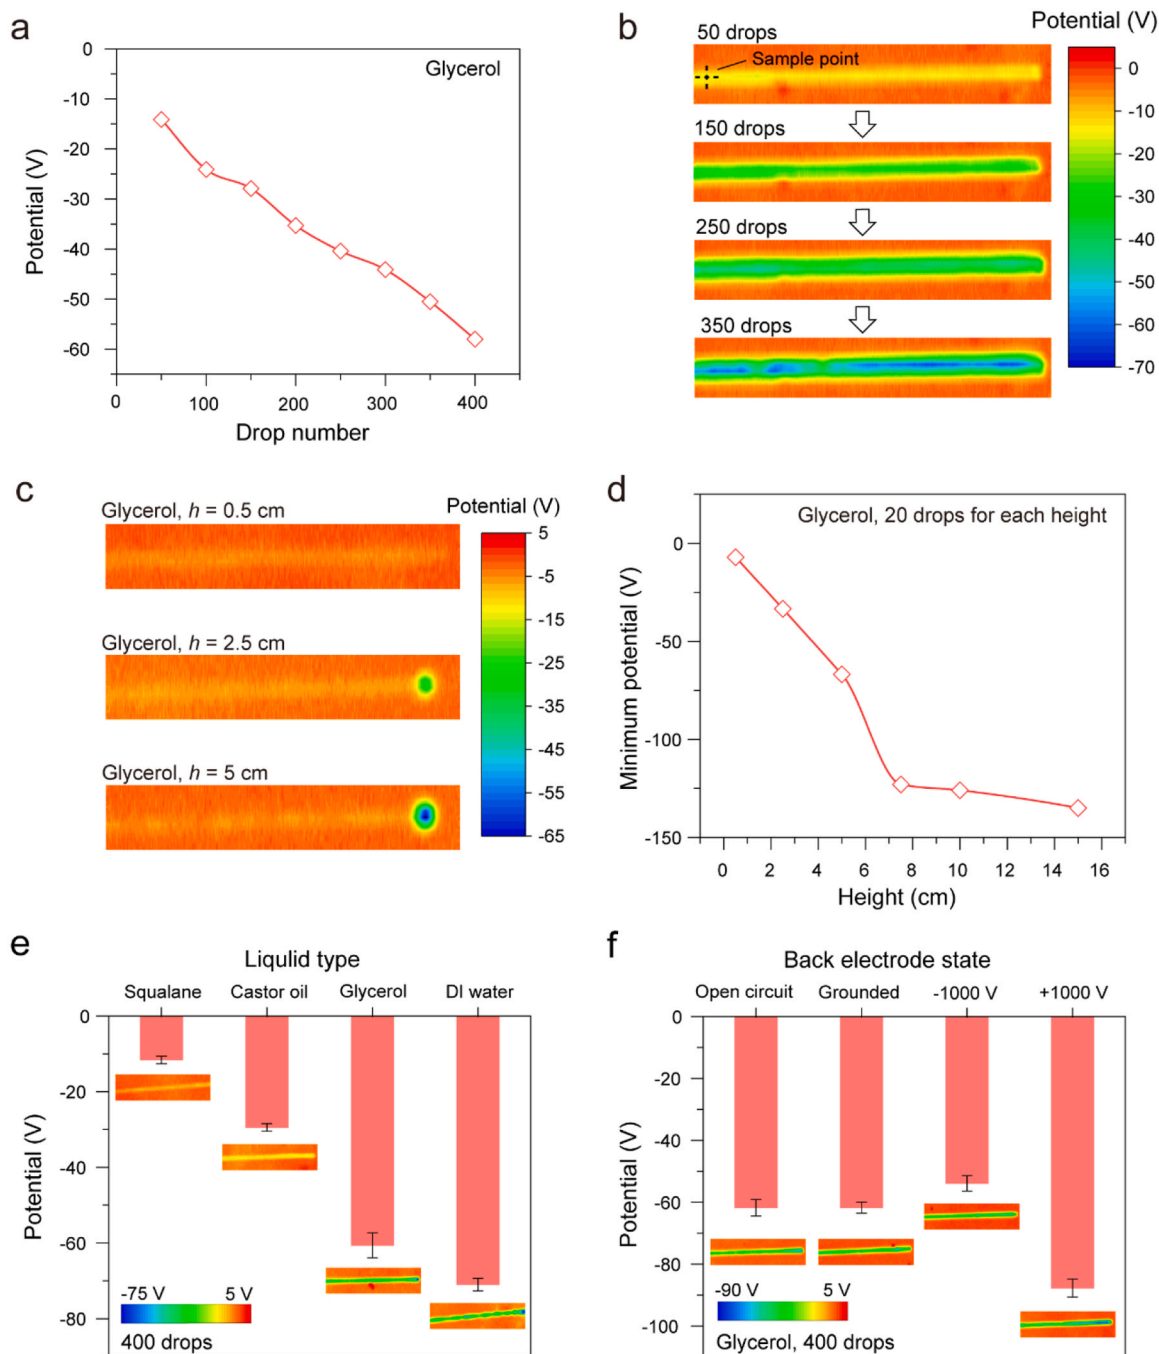 a
Glycerol
0
-10
-20
-30
-40
-50
-60
Potential (V)
0
100
200
300
400
Drop number
b
50 drops
Sample point
150 drops
250 drops
350 drops
Potential (V)
0
-10
-20
-30
-40
-50
-60
-70
c
Glycerol, h = 0.5 cm
Glycerol, h = 2.5 cm
Glycerol, h = 5 cm
Potential (V)
5
-5
-15
-25
-35
-45
-55
-65
d
Glycerol, 20 drops for each height
0
-50
-100
-150
Minimum potential (V)
0
2
4
6
8
10
12
14
16
Height (cm)
e
Liqulid type
Squalane
Castor oil
Glycerol
DI water
0
-20
-40
-60
-80
Potential (V)
-75 V
5 V
400 drops
f
Back electrode state
Open circuit
Grounded
-1000 V
+1000 V
0
-20
-40
-60
-80
-100
Potential (V)
-90 V
5 V
Glycerol, 400 drops